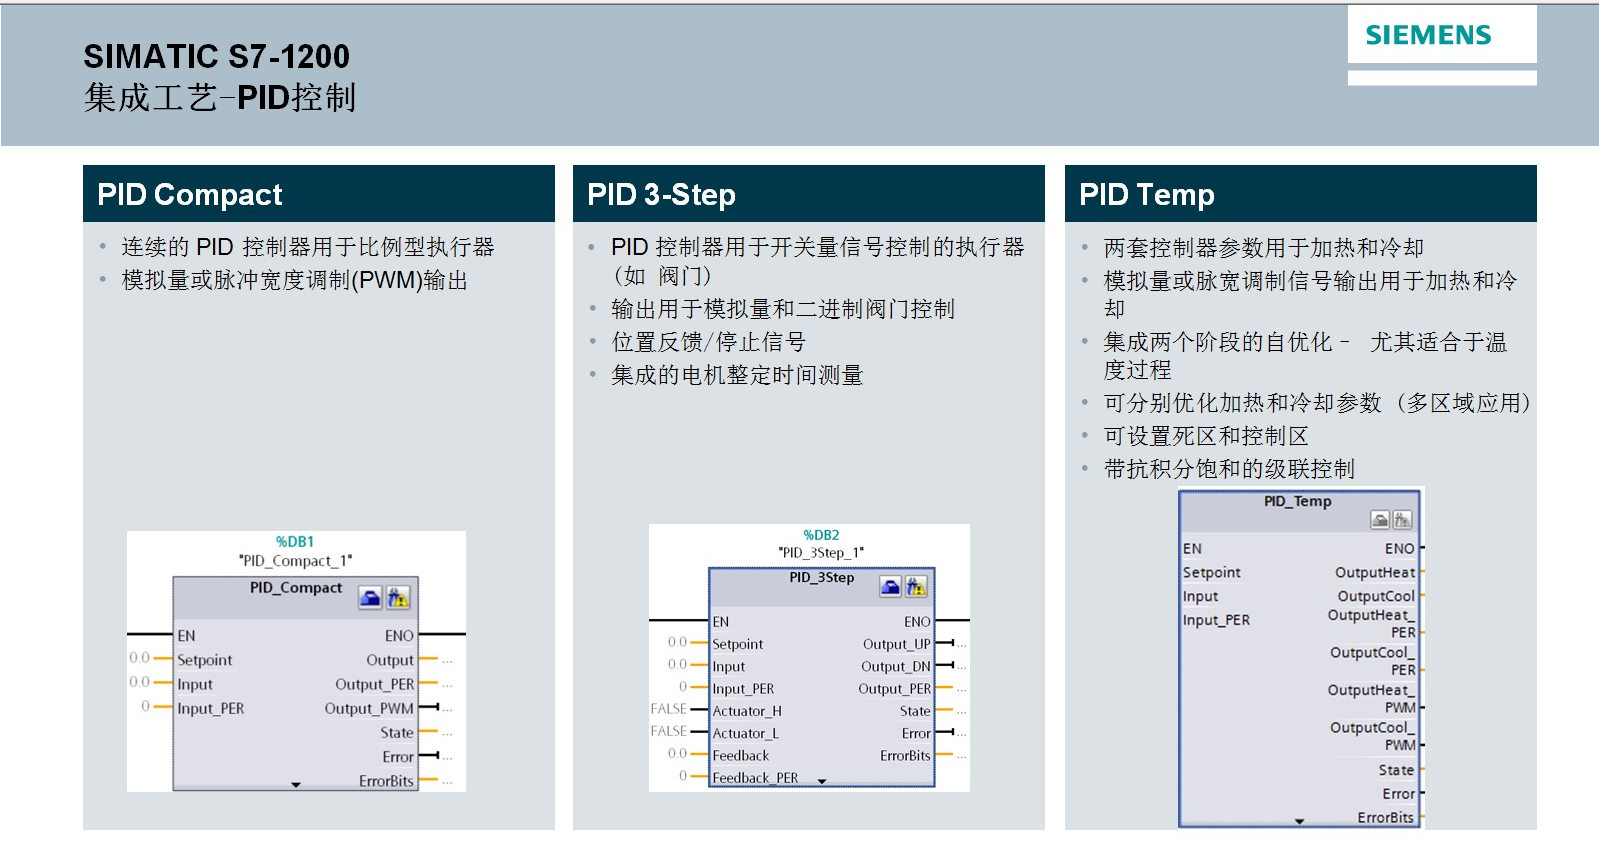 SIEMENS
SIMATIC S7-1200
集成工艺-PID控制
PID Compact
• 连续的 PID 控制器用于比例型执行器
• 模拟量或脉冲宽度调制(PWM)输出
%DB1
"PID_Compact_1"
PID_Compact
EN ENO
0.0 Setpoint Output ...
0.0 Input Output_PER ...
0 Input_PER Output_PWM ...
State ...
Error ...
ErrorBits ...
PID 3-Step
• PID 控制器用于开关量信号控制的执行器
(如 阀门)
• 输出用于模拟量和二进制阀门控制
• 位置反馈/停止信号
• 集成的电机整定时间测量
%DB2
"PID_3Step_1"
PID_3Step
EN ENO
0.0 Setpoint Output_UP ...
0.0 Input Output_DN ...
0 Input_PER Output_PER ...
FALSE Actuator_H State ...
FALSE Actuator_L Error ...
0.0 Feedback ErrorBits ...
0 Feedback_PER
PID Temp
• 两套控制器参数用于加热和冷却
• 模拟量或脉宽调制信号输出用于加热和冷
却
• 集成两个阶段的自优化 – 尤其适合于温
度过程
• 可分别优化加热和冷却参数 (多区域应用)
• 可设置死区和控制区
• 带抗积分饱和的级联控制
PID_Temp
EN ENO
Setpoint OutputHeat
Input OutputCool
Input_PER OutputHeat_
PER
OutputCool_
PER
OutputHeat_
PWM
OutputCool_
PWM
State
Error
ErrorBits